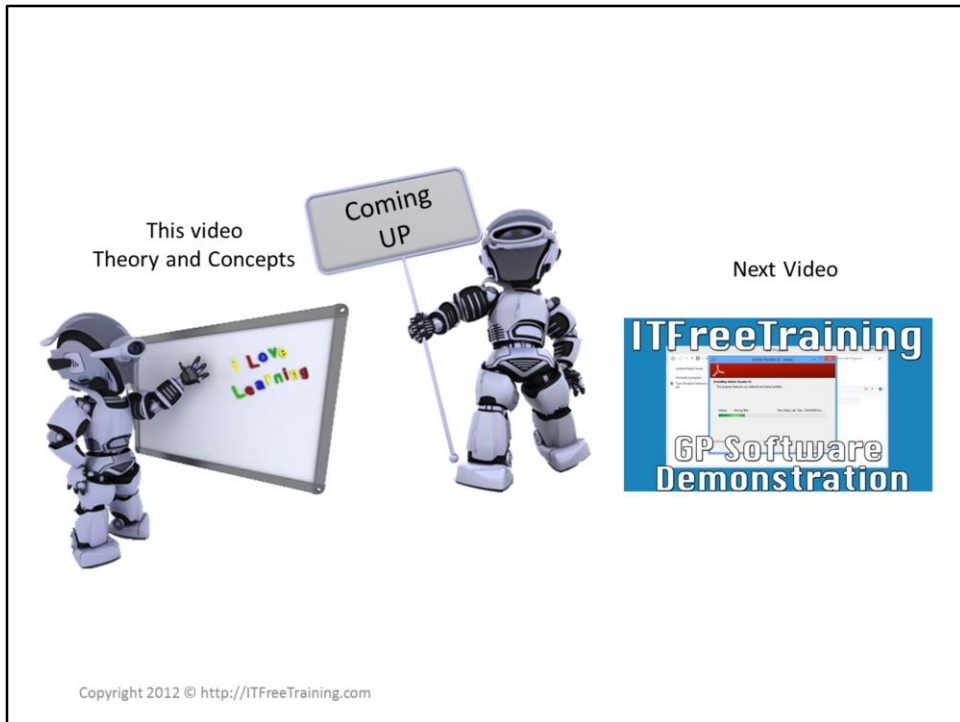 This video
Theory and Concepts
Coming
UP
Next Video
i Love
Learning
ITFreeTraining
GP Software
Demonstration
Copyright 2012 © http://ITFreeTraining.com